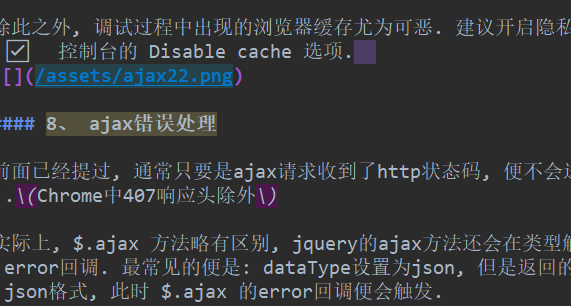 除此之外, 调试过程中出现的浏览器缓存尤为可恶. 建议开启隐私
控制台的 Disable cache 选项.
[](/assets/ajax22.png)
#### 8、 ajax错误处理
前面已经提过, 通常只要是ajax请求收到了http状态码, 便不会
.\(Chrome中407响应头除外\)
实际上, $.ajax 方法略有区别, jquery的ajax方法还会在类型解
error回调. 最常见的便是: dataType设置为json, 但是返回的
json格式, 此时 $.ajax 的error回调便会触发.